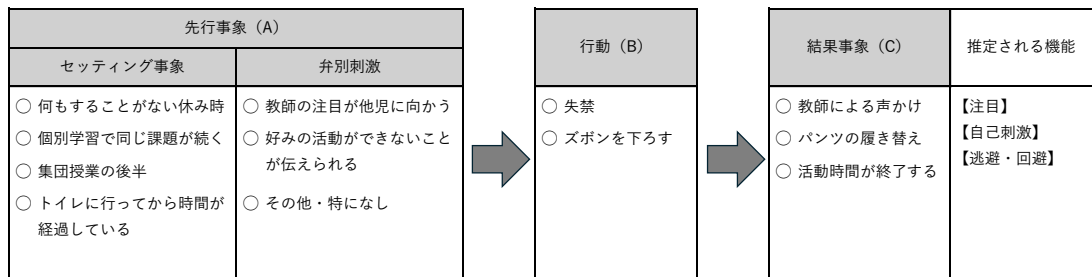 先行事象（A）
セッティング事象
弁別刺激
○ 何もすることがない休み時
○ 個別学習で同じ課題が続く
○ 集団授業の後半
○ トイレに行ってから時間が
経過している
○ 教師の注目が他児に向かう
○ 好みの活動ができないこと
が伝えられる
○ その他・特になし
行動（B）
○ 失禁
○ ズボンを下ろす
結果事象（C）
○ 教師による声かけ
○ パンツの履き替え
○ 活動時間が終了する
推定される機能
【注目】
【自己刺激】
【逃避・回避】